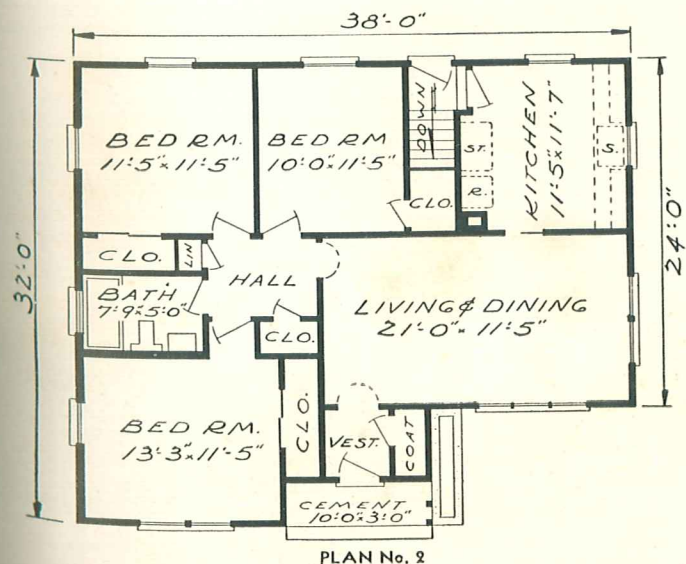 38'-0"
BED RM.
11'-5" x 11'-5"
BED RM
10'-0" x 11'-5"
DOWN
CLO.
ST.
R.
KITCHEN
11'-5" x 11'-7"
S.
24'-0"
32'-0"
CLO.
LIN
HALL
BATH
7'-9" x 5'-0"
CLO.
LIVING & DINING
21'-0" x 11'-5"
BED RM.
13'-3" x 11'-5"
CLO.
VEST.
COAT
CEMENT
10'-0" x 3'-0"
PLAN No. 2